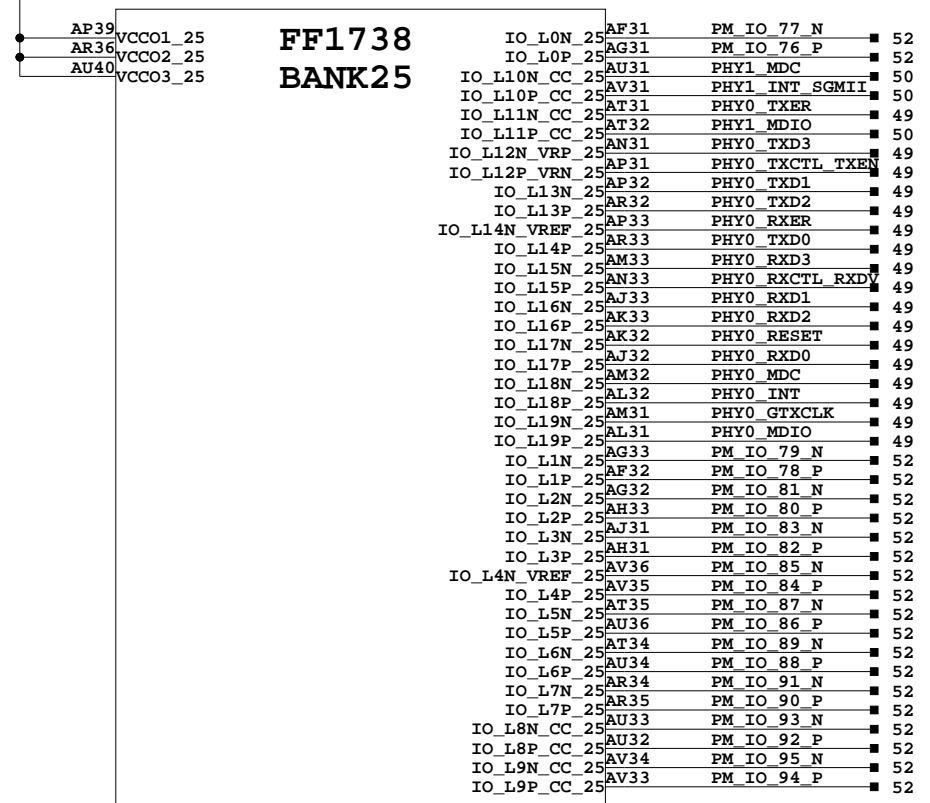 AP39 VCCO1_25
AR36 VCCO2_25
AU40 VCCO3_25
FF1738
BANK25
IO_L0N_25 AF31 PM_IO_77_N 52
IO_L0P_25 AG31 PM_IO_76_P 52
IO_L10N_CC_25 AU31 PHY1_MDC 50
IO_L10P_CC_25 AV31 PHY1_INT_SGMII 50
IO_L11N_CC_25 AT31 PHY0_TXER 49
IO_L11P_CC_25 AT32 PHY1_MDIO 50
IO_L12N_VRP_25 AN31 PHY0_TXD3 49
IO_L12P_VRN_25 AP31 PHY0_TXCTL_TXEN 49
IO_L13N_25 AP32 PHY0_TXD1 49
IO_L13P_25 AR32 PHY0_TXD2 49
IO_L14N_VREF_25 AP33 PHY0_RXER 49
IO_L14P_25 AR33 PHY0_TXD0 49
IO_L15N_25 AM33 PHY0_RXD3 49
IO_L15P_25 AN33 PHY0_RXCTL_RXDV 49
IO_L16N_25 AJ33 PHY0_RXD1 49
IO_L16P_25 AK33 PHY0_RXD2 49
IO_L17N_25 AK32 PHY0_RESET 49
IO_L17P_25 AJ32 PHY0_RXD0 49
IO_L18N_25 AM32 PHY0_MDC 49
IO_L18P_25 AL32 PHY0_INT 49
IO_L19N_25 AM31 PHY0_GTXCLK 49
IO_L19P_25 AL31 PHY0_MDIO 49
IO_L1N_25 AG33 PM_IO_79_N 52
IO_L1P_25 AF32 PM_IO_78_P 52
IO_L2N_25 AG32 PM_IO_81_N 52
IO_L2P_25 AH33 PM_IO_80_P 52
IO_L3N_25 AJ31 PM_IO_83_N 52
IO_L3P_25 AH31 PM_IO_82_P 52
IO_L4N_VREF_25 AV36 PM_IO_85_N 52
IO_L4P_25 AV35 PM_IO_84_P 52
IO_L5N_25 AT35 PM_IO_87_N 52
IO_L5P_25 AU36 PM_IO_86_P 52
IO_L6N_25 AT34 PM_IO_89_N 52
IO_L6P_25 AU34 PM_IO_88_P 52
IO_L7N_25 AR34 PM_IO_91_N 52
IO_L7P_25 AR35 PM_IO_90_P 52
IO_L8N_CC_25 AU33 PM_IO_93_N 52
IO_L8P_CC_25 AU32 PM_IO_92_P 52
IO_L9N_CC_25 AV34 PM_IO_95_N 52
IO_L9P_CC_25 AV33 PM_IO_94_P 52